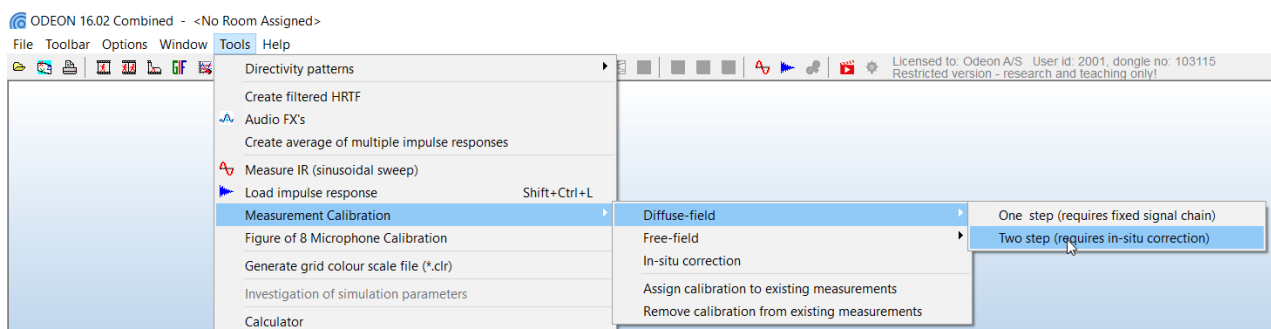 ODEON 16.02 Combined - <No Room Assigned>
File Toolbar Options Window Tools Help
GIF
Licensed to: Odeon A/S User id: 2001, dongle no: 103115
Restricted version - research and teaching only!
Directivity patterns
Create filtered HRTF
Audio FX's
Create average of multiple impulse responses
Measure IR (sinusoidal sweep)
Load impulse response Shift+Ctrl+L
Measurement Calibration
Figure of 8 Microphone Calibration
Generate grid colour scale file (*.clr)
Investigation of simulation parameters
Calculator
Diffuse-field
Free-field
In-situ correction
Assign calibration to existing measurements
Remove calibration from existing measurements
One step (requires fixed signal chain)
Two step (requires in-situ correction)